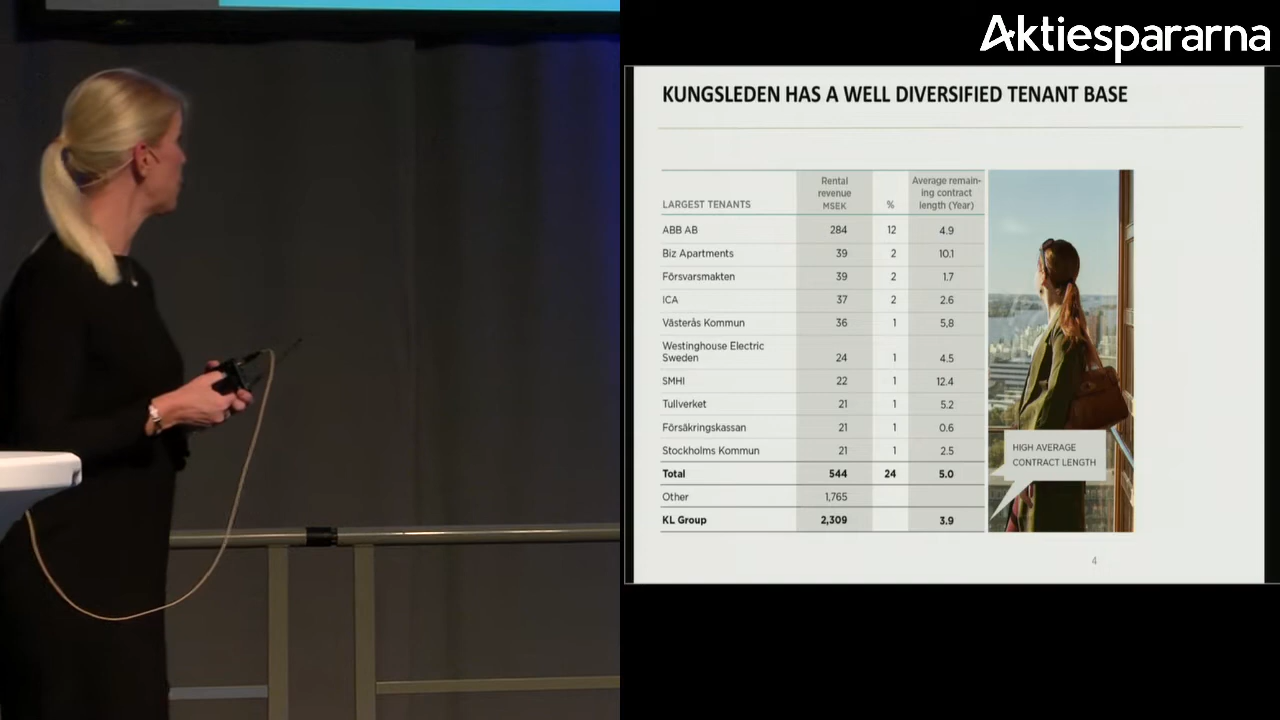 Aktiespararna
KUNGSLEDEN HAS A WELL DIVERSIFIED TENANT BASE
LARGEST TENANTS Rental revenue MSEK % Average remain-ing contract length (Year)
ABB AB 284 12 4.9
Biz Apartments 39 2 10.1
Försvarsmakten 39 2 1.7
ICA 37 2 2.6
Västerås Kommun 36 1 5,8
Westinghouse Electric
Sweden 24 1 4.5
SMHI 22 1 12.4
Tullverket 21 1 5.2
Försäkringskassan 21 1 0.6
Stockholms Kommun 21 1 2.5
Total 544 24 5.0
Other 1,765
KL Group 2,309 3.9
HIGH AVERAGE
CONTRACT LENGTH
4